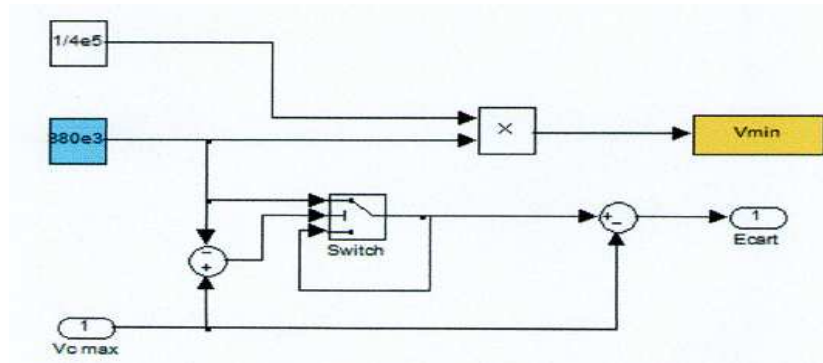 1/4e5
380e3
×
Vmin
Switch
+
−
1
Ecart
−
+
1
Vc max